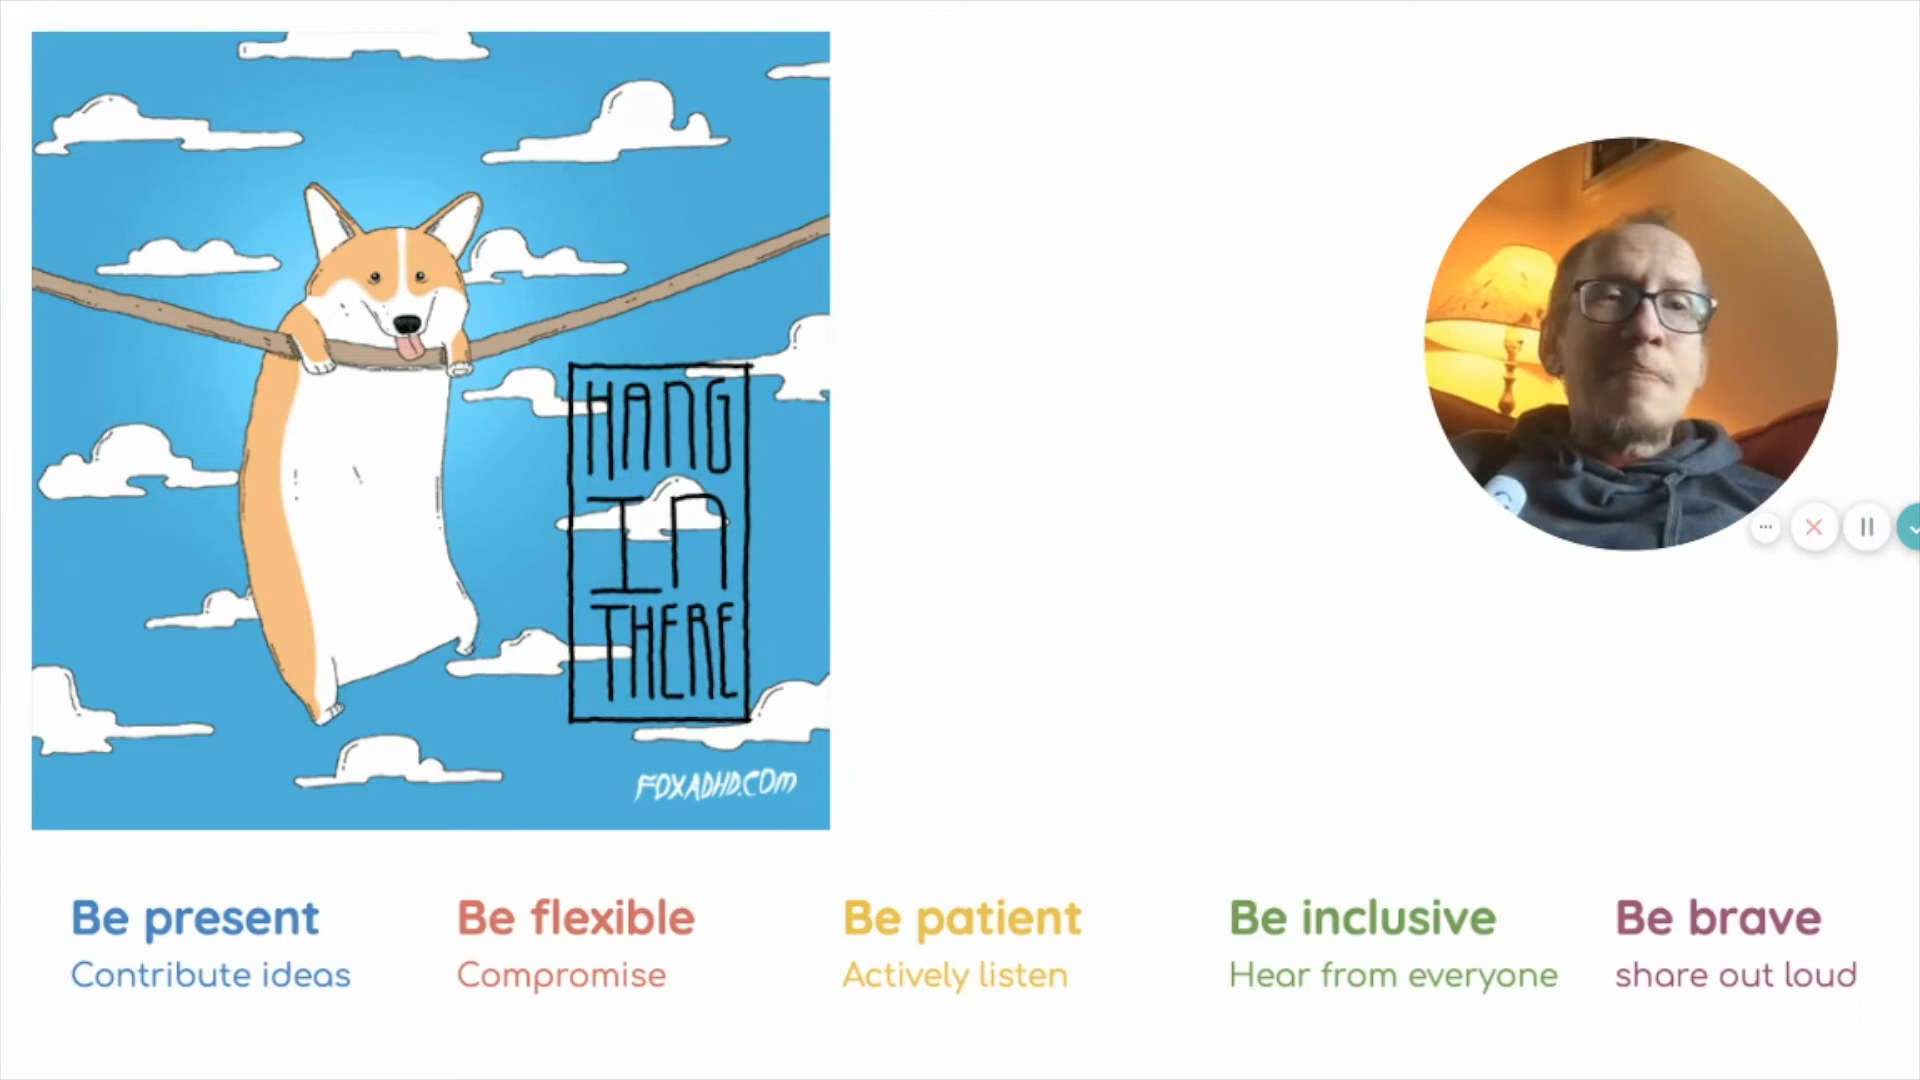 HANG
IN
THERE
FOXADHD.COM
Be present
Contribute ideas
Be flexible
Compromise
Be patient
Actively listen
Be inclusive
Hear from everyone
Be brave
share out loud